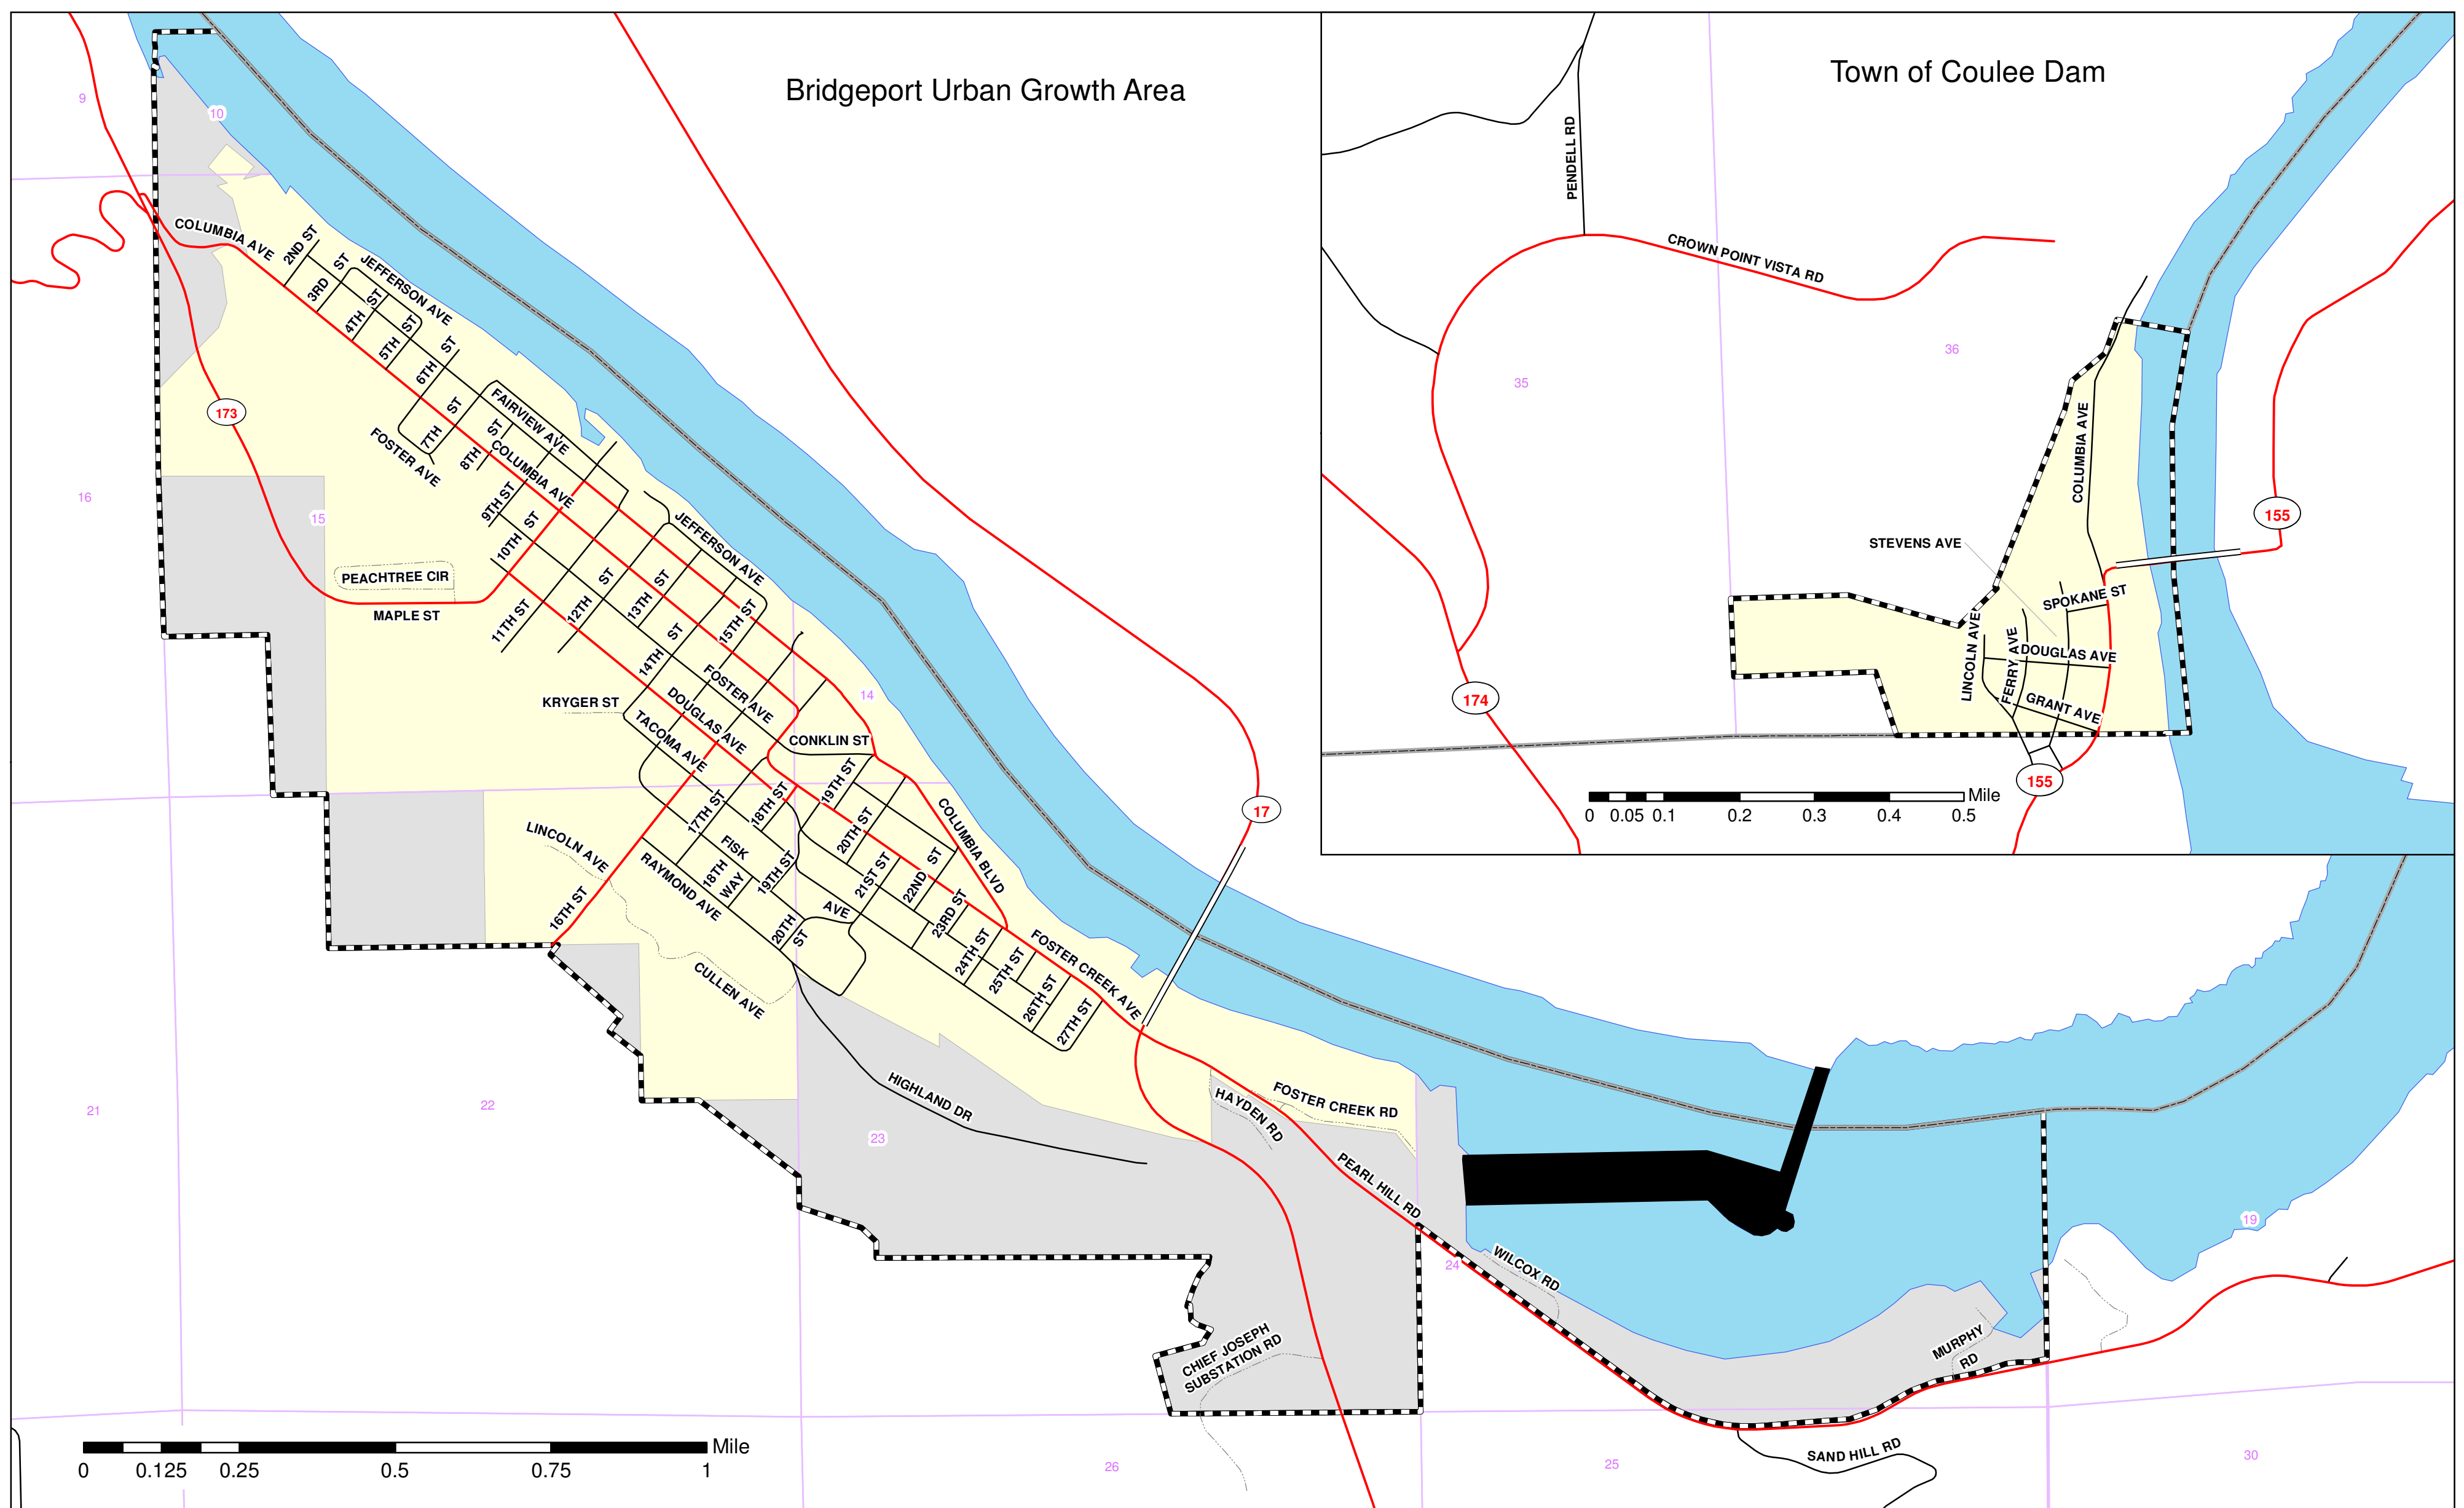 Bridgeport Urban Growth Area
9
10
COLUMBIA AVE
2ND ST
3RD ST
JEFFERSON AVE
4TH ST
5TH ST
6TH ST
173
7TH ST
FOSTER AVE
FAIRVIEW AVE
8TH ST
COLUMBIA AVE
16
15
9TH ST
10TH ST
JEFFERSON AVE
PEACHTREE CIR
MAPLE ST
11TH ST
12TH ST
13TH ST
14TH ST
15TH ST
14
KRYGER ST
FOSTER AVE
DOUGLAS AVE
TACOMA AVE
CONKLIN ST
17TH ST
18TH ST
19TH ST
20TH ST
COLUMBIA BLVD
17
LINCOLN AVE
FISK AVE
RAYMOND AVE
18TH WAY
19TH ST
21ST ST
22ND ST
16TH ST
20TH ST
23RD ST
24TH ST
25TH ST
26TH ST
27TH ST
FOSTER CREEK AVE
CULLEN AVE
HIGHLAND DR
21
22
23
HAYDEN RD
FOSTER CREEK RD
PEARL HILL RD
24
WILCOX RD
19
CHIEF JOSEPH
SUBSTATION RD
MURPHY
RD
SAND HILL RD
26
25
30
Mile
0 0.125 0.25 0.5 0.75 1
Town of Coulee Dam
PENDELL RD
CROWN POINT VISTA RD
36
35
COLUMBIA AVE
155
STEVENS AVE
SPOKANE ST
LINCOLN AVE
FERRY AVE
DOUGLAS AVE
GRANT AVE
174
155
Mile
0 0.05 0.1 0.2 0.3 0.4 0.5